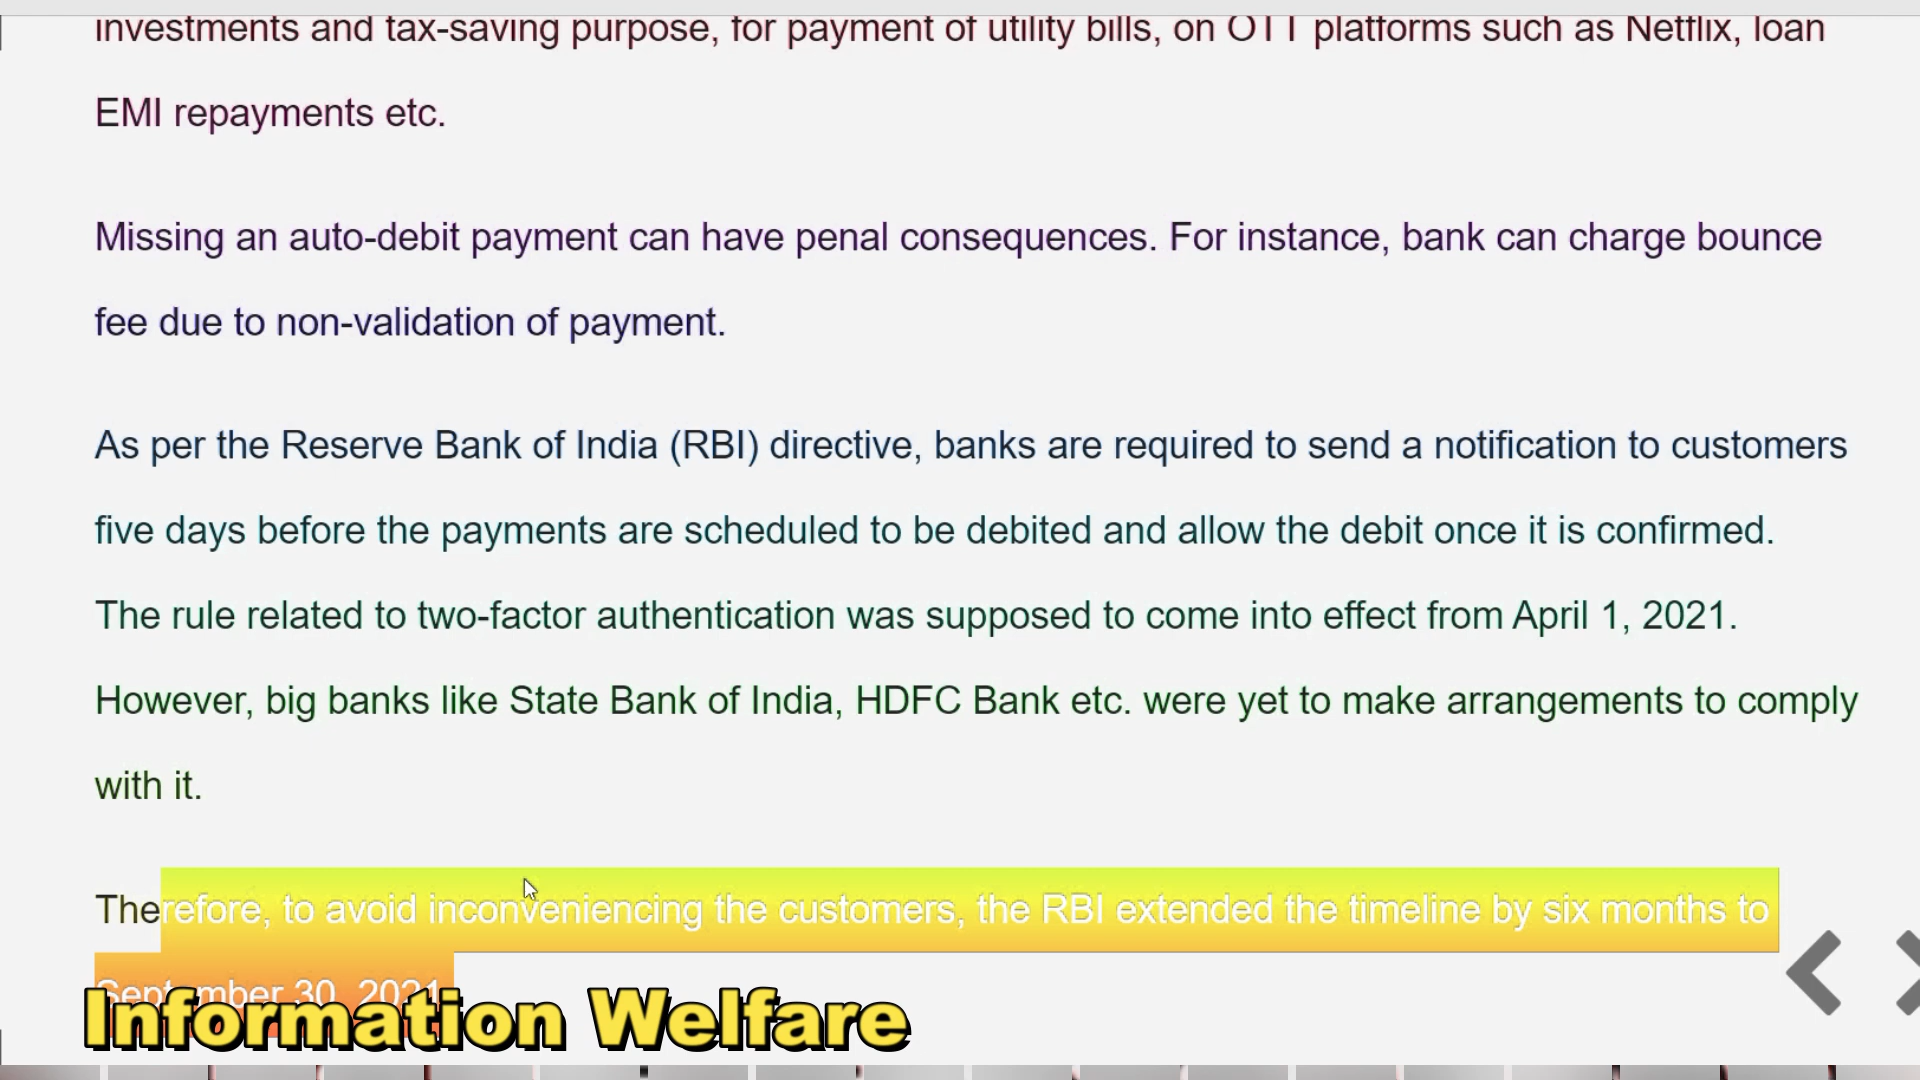 investments and tax-saving purpose, for payment of utility bills, on OTT platforms such as Netflix, loan
EMI repayments etc.
Missing an auto-debit payment can have penal consequences. For instance, bank can charge bounce
fee due to non-validation of payment.
As per the Reserve Bank of India (RBI) directive, banks are required to send a notification to customers
five days before the payments are scheduled to be debited and allow the debit once it is confirmed.
The rule related to two-factor authentication was supposed to come into effect from April 1, 2021.
However, big banks like State Bank of India, HDFC Bank etc. were yet to make arrangements to comply
with it.
Therefore, to avoid inconveniencing the customers, the RBI extended the timeline by six months to
September 30, 2021.
Information Welfare